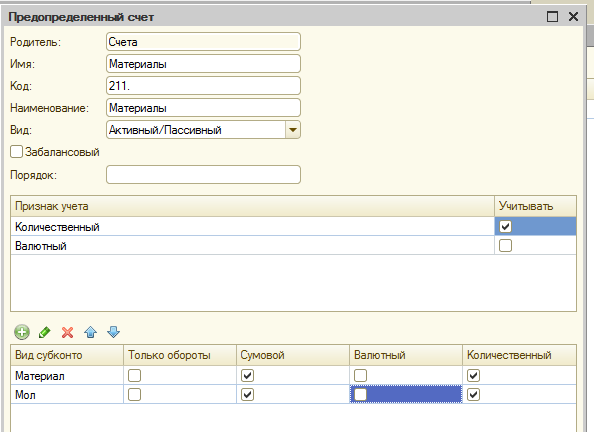 Предопределенный счет
Родитель: Счета
Имя: Материалы
Код: 211.
Наименование: Материалы
Вид: Активный/Пассивный
Забалансовый
Порядок:
Признак учета Учитывать
Количественный
Валютный
Вид субконто Только обороты Сумовой Валютный Количественный
Материал
Мол